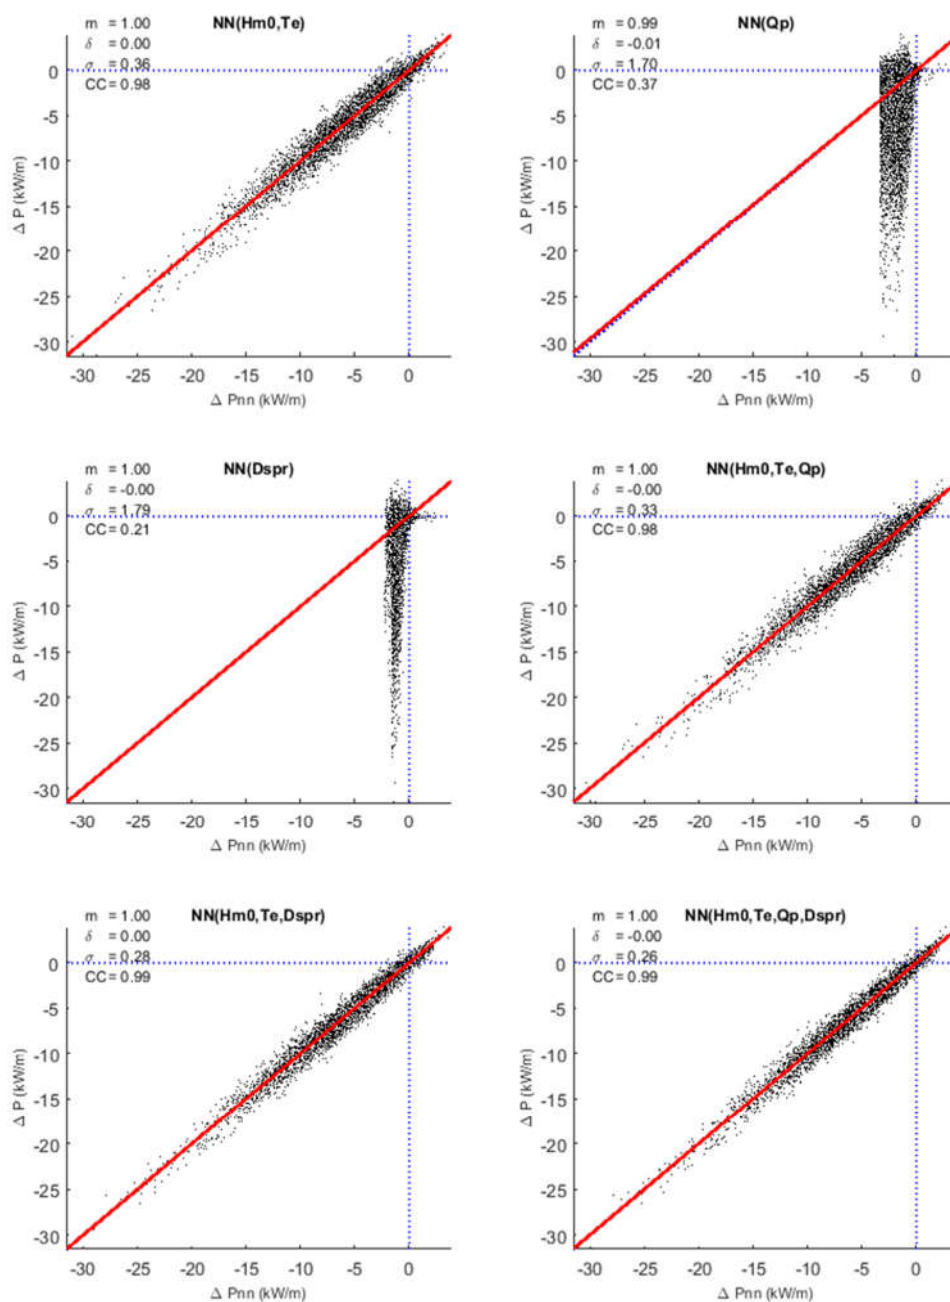 NN(Hm0,Te)
m = 1.00
δ = 0.00
σ = 0.36
CC = 0.98
0
-5
-10
-15
-20
-25
-30
Δ P (kW/m)
-30 -25 -20 -15 -10 -5 0
Δ Pnn (kW/m)
NN(Qp)
m = 0.99
δ = -0.01
σ = 1.70
CC = 0.37
0
-5
-10
-15
-20
-25
-30
Δ P (kW/m)
-30 -25 -20 -15 -10 -5 0
Δ Pnn (kW/m)
NN(Dspr)
m = 1.00
δ = -0.00
σ = 1.79
CC = 0.21
0
-5
-10
-15
-20
-25
-30
Δ P (kW/m)
-30 -25 -20 -15 -10 -5 0
Δ Pnn (kW/m)
NN(Hm0,Te,Qp)
m = 1.00
δ = -0.00
σ = 0.33
CC = 0.98
0
-5
-10
-15
-20
-25
-30
Δ P (kW/m)
-30 -25 -20 -15 -10 -5 0
Δ Pnn (kW/m)
NN(Hm0,Te,Dspr)
m = 1.00
δ = 0.00
σ = 0.28
CC = 0.99
0
-5
-10
-15
-20
-25
-30
Δ P (kW/m)
-30 -25 -20 -15 -10 -5 0
Δ Pnn (kW/m)
NN(Hm0,Te,Qp,Dspr)
m = 1.00
δ = -0.00
σ = 0.26
CC = 0.99
0
-5
-10
-15
-20
-25
-30
Δ P (kW/m)
-30 -25 -20 -15 -10 -5 0
Δ Pnn (kW/m)